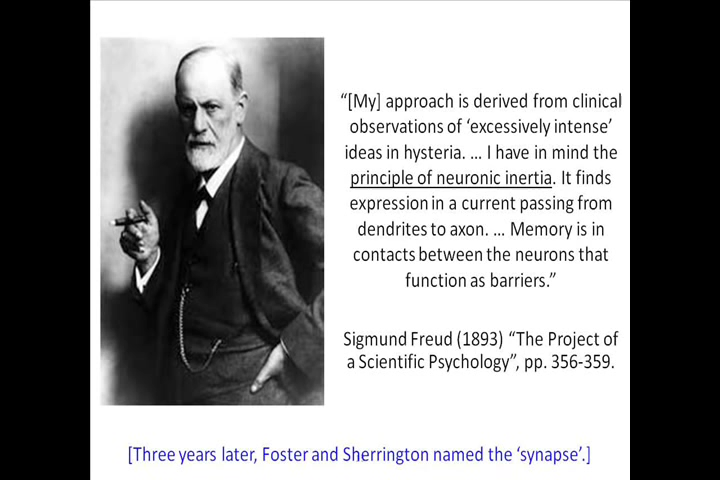 “[My] approach is derived from clinical
observations of ‘excessively intense’
ideas in hysteria. ... I have in mind the
principle of neuronic inertia. It finds
expression in a current passing from
dendrites to axon. ... Memory is in
contacts between the neurons that
function as barriers.”
Sigmund Freud (1893) “The Project of
a Scientific Psychology”, pp. 356-359.
[Three years later, Foster and Sherrington named the ‘synapse’.]